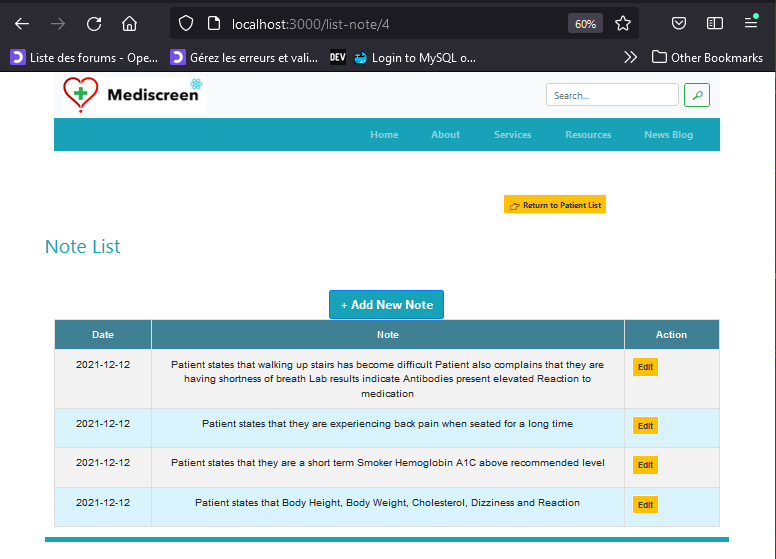 localhost:3000/list-note/4
60%
Liste des forums - Ope...
Gérez les erreurs et vali...
DEV
Login to MySQL o...
Other Bookmarks
Mediscreen
Search...
Home About Services Resources News Blog
Return to Patient List
Note List
+ Add New Note
Date Note Action
2021-12-12
Patient states that walking up stairs has become difficult Patient also complains that they are
having shortness of breath Lab results indicate Antibodies present elevated Reaction to
medication
Edit
2021-12-12 Patient states that they are experiencing back pain when seated for a long time Edit
2021-12-12 Patient states that they are a short term Smoker Hemoglobin A1C above recommended level Edit
2021-12-12 Patient states that Body Height, Body Weight, Cholesterol, Dizziness and Reaction Edit